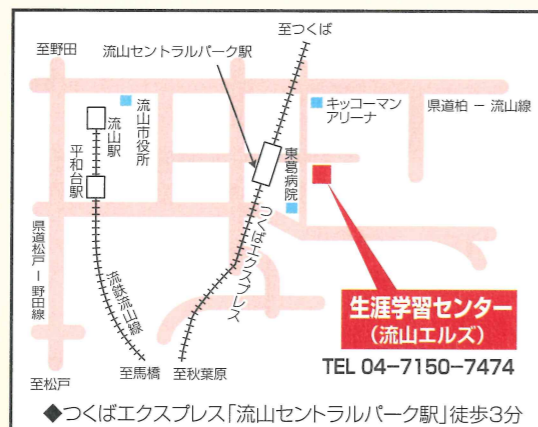 至つくば
至野田
流山セントラルパーク駅
流山駅
流山市役所
キッコーマン
アリーナ
県道柏ー流山線
平和台駅
東葛病院
つくばエクスプレス
県道松戸ー野田線
流鉄流山線
生涯学習センター
(流山エルズ)
TEL 04-7150-7474
至松戸
至馬橋
至秋葉原
◆つくばエクスプレス「流山セントラルパーク駅」徒歩3分